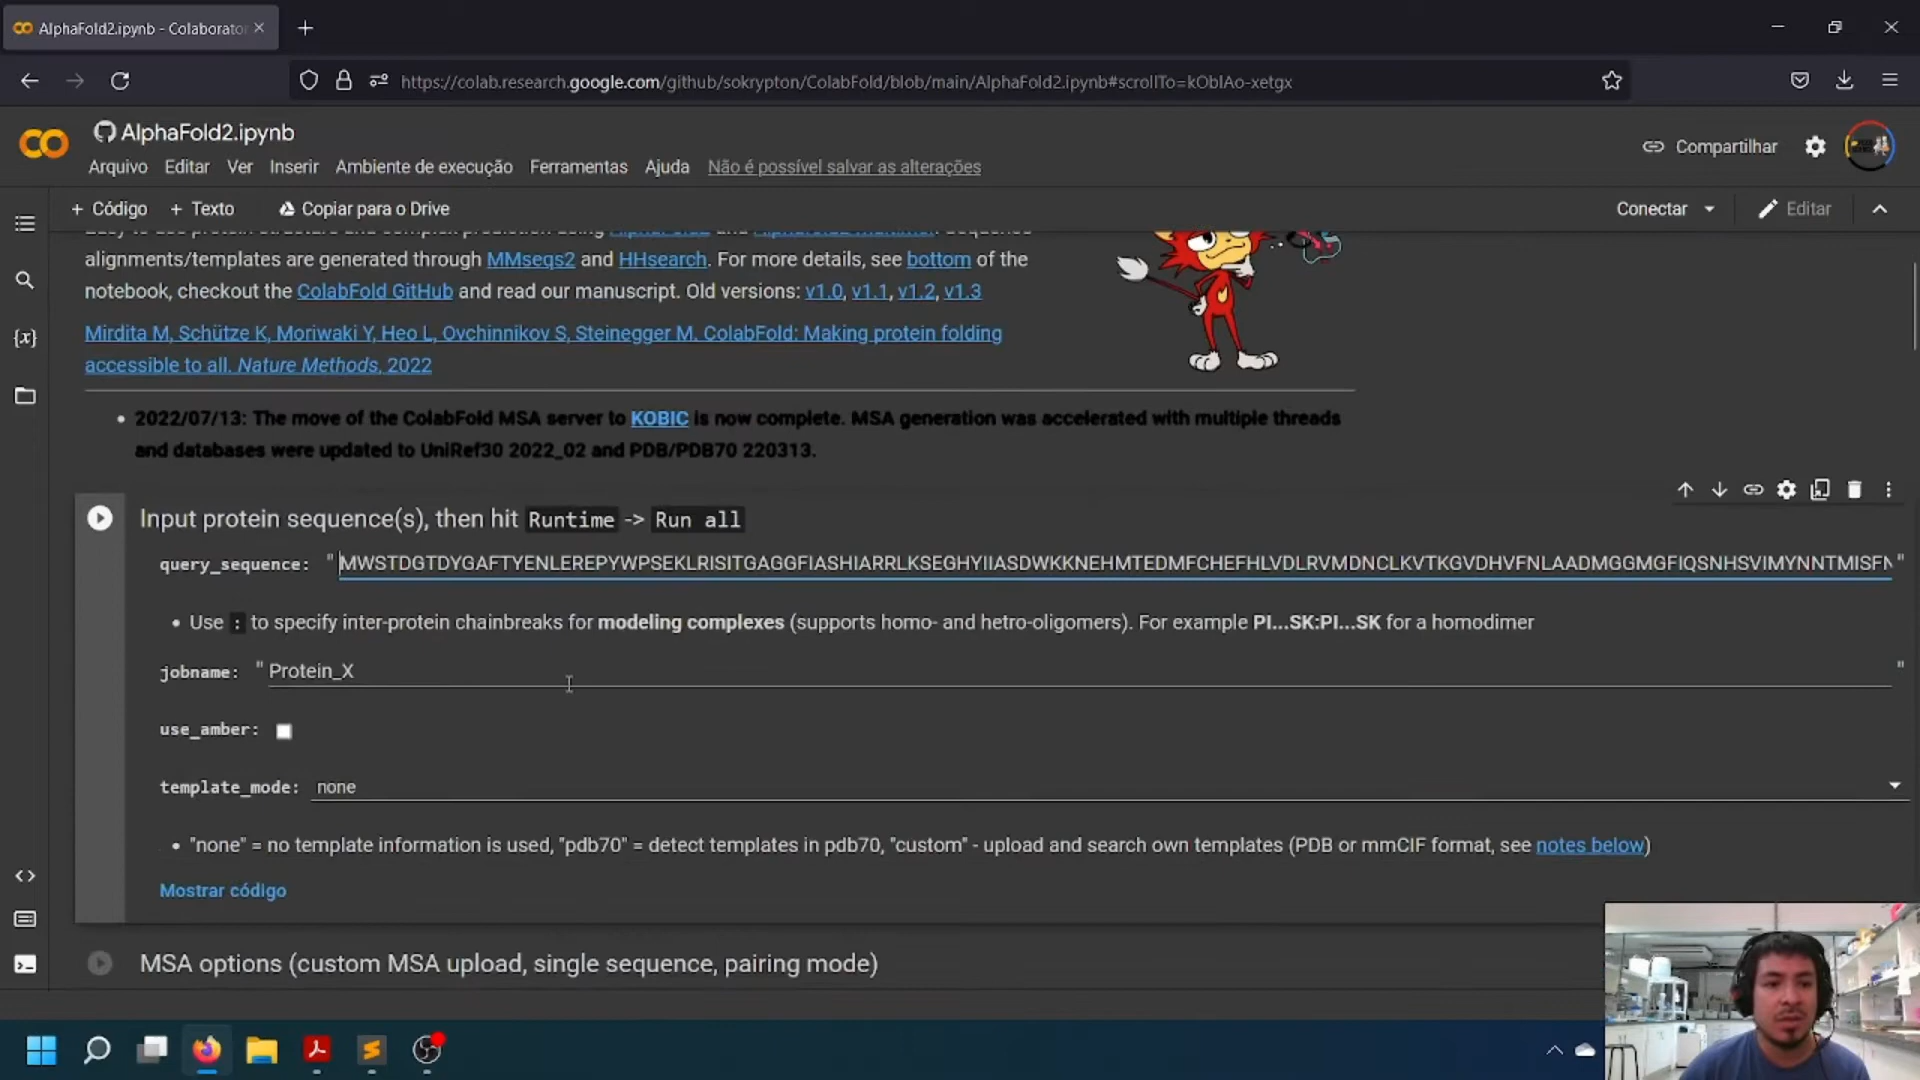 AlphaFold2.ipynb - Colaborator
https://colab.research.google.com/github/sokrypton/ColabFold/blob/main/AlphaFold2.ipynb#scrollTo=kOblAo-xetgx
AlphaFold2.ipynb
Compartilhar
Arquivo Editar Ver Inserir Ambiente de execução Ferramentas Ajuda Não é possível salvar as alterações
+ Código + Texto Copiar para o Drive Conectar Editar
alignments/templates are generated through MMseqs2 and HHsearch. For more details, see bottom of the
notebook, checkout the ColabFold GitHub and read our manuscript. Old versions: v1.0, v1.1, v1.2, v1.3
Mirdita M, Schütze K, Moriwaki Y, Heo L, Ovchinnikov S, Steinegger M. ColabFold: Making protein folding
accessible to all. Nature Methods, 2022
• 2022/07/13: The move of the ColabFold MSA server to KOBIC is now complete. MSA generation was accelerated with multiple threads
and databases were updated to UniRef30 2022_02 and PDB/PDB70 220313.
Input protein sequence(s), then hit Runtime -> Run all
query_sequence: "MWSTDGTDYGAFTYENLEREPYWPSEKLRISITGAGGFIASHIARRLKSEGHYIIASDWKKNEHMTEDMFCHEFHLVDLRVMDNCLKVTKGVDHVFNLAADMGGMGFIQSNHSVIMYNNTMISFN"
• Use : to specify inter-protein chainbreaks for modeling complexes (supports homo- and hetro-oligomers). For example PI...SK:PI...SK for a homodimer
jobname: "Protein_X"
use_amber:
template_mode: none
• "none" = no template information is used, "pdb70" = detect templates in pdb70, "custom" - upload and search own templates (PDB or mmCIF format, see notes below)
Mostrar código
MSA options (custom MSA upload, single sequence, pairing mode)